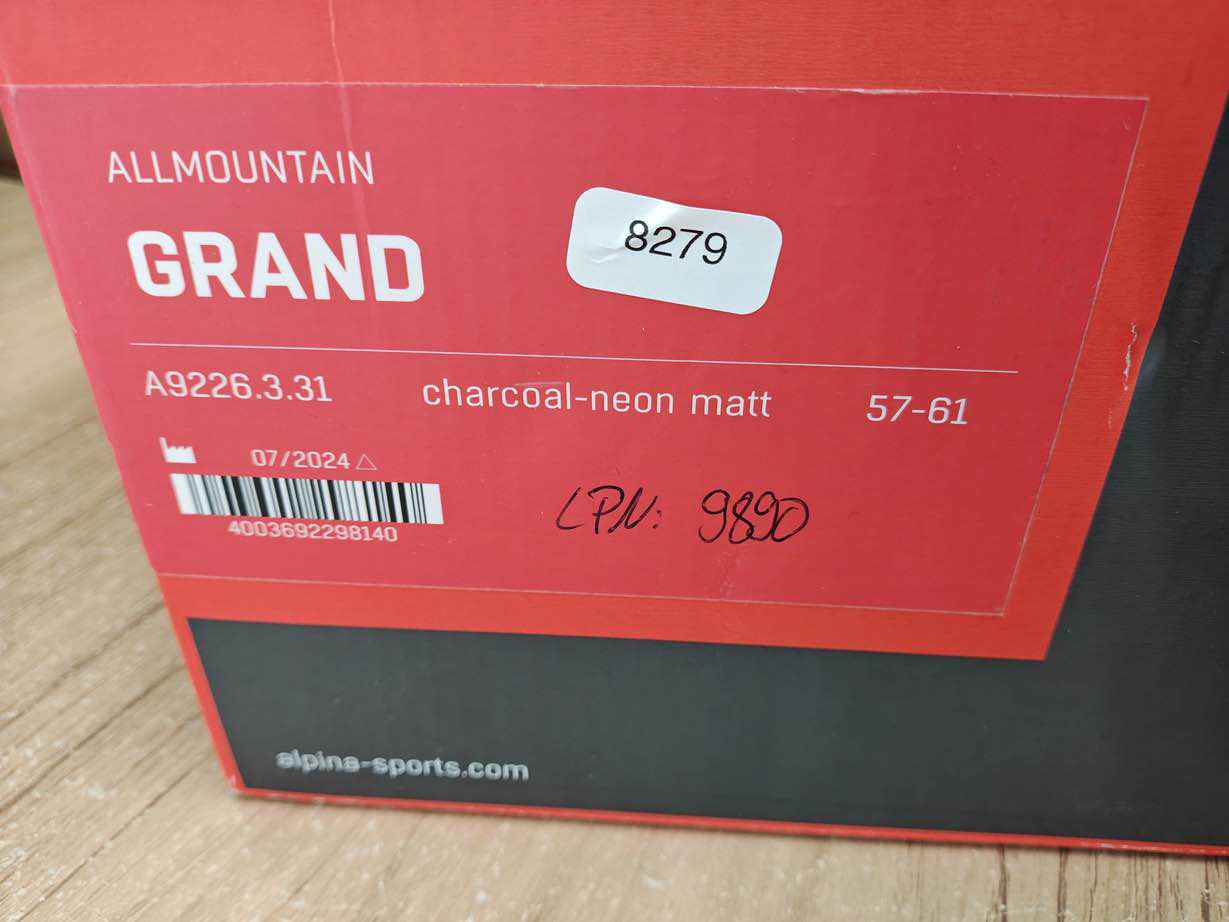 ALLMOUNTAIN
GRAND
8279
A9226.3.31 charcoal-neon matt 57-61
07/2024
4003692298140
LPN: 9890
alpina-sports.com